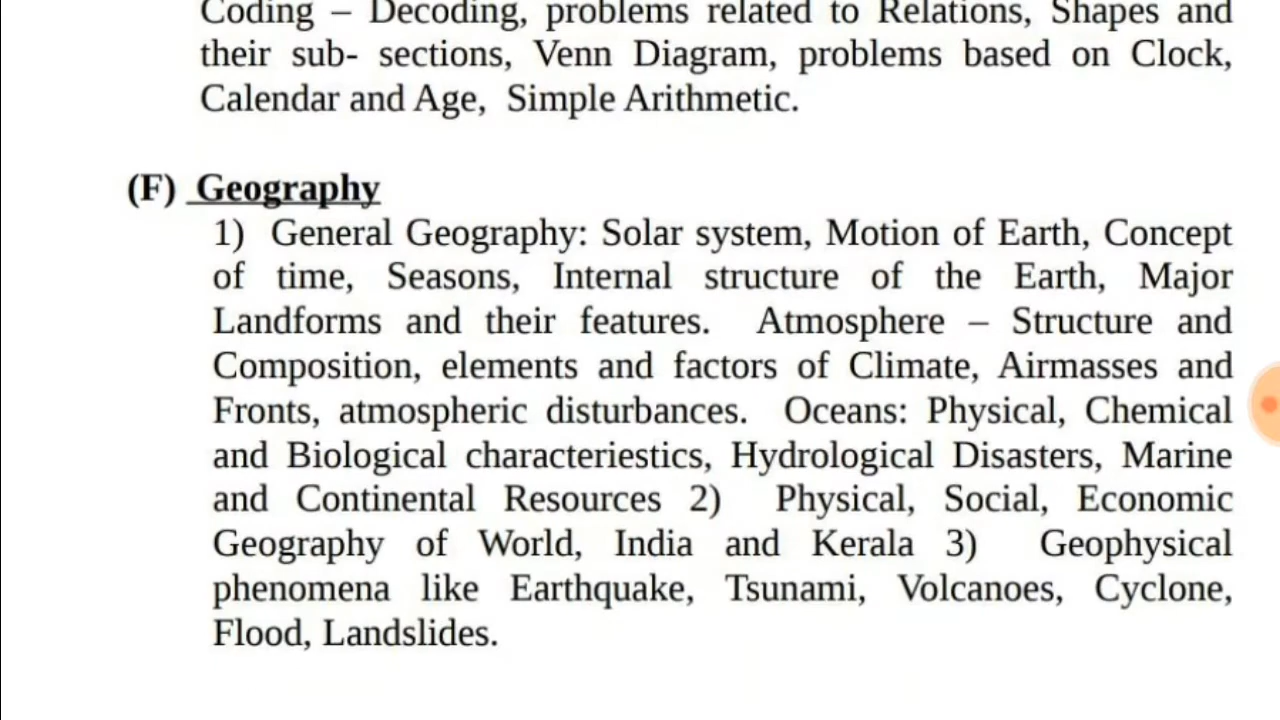 Coding – Decoding, problems related to Relations, Shapes and
their sub- sections, Venn Diagram, problems based on Clock,
Calendar and Age, Simple Arithmetic.
(F) Geography
1) General Geography: Solar system, Motion of Earth, Concept
of time, Seasons, Internal structure of the Earth, Major
Landforms and their features. Atmosphere – Structure and
Composition, elements and factors of Climate, Airmasses and
Fronts, atmospheric disturbances. Oceans: Physical, Chemical
and Biological characteriestics, Hydrological Disasters, Marine
and Continental Resources 2) Physical, Social, Economic
Geography of World, India and Kerala 3) Geophysical
phenomena like Earthquake, Tsunami, Volcanoes, Cyclone,
Flood, Landslides.